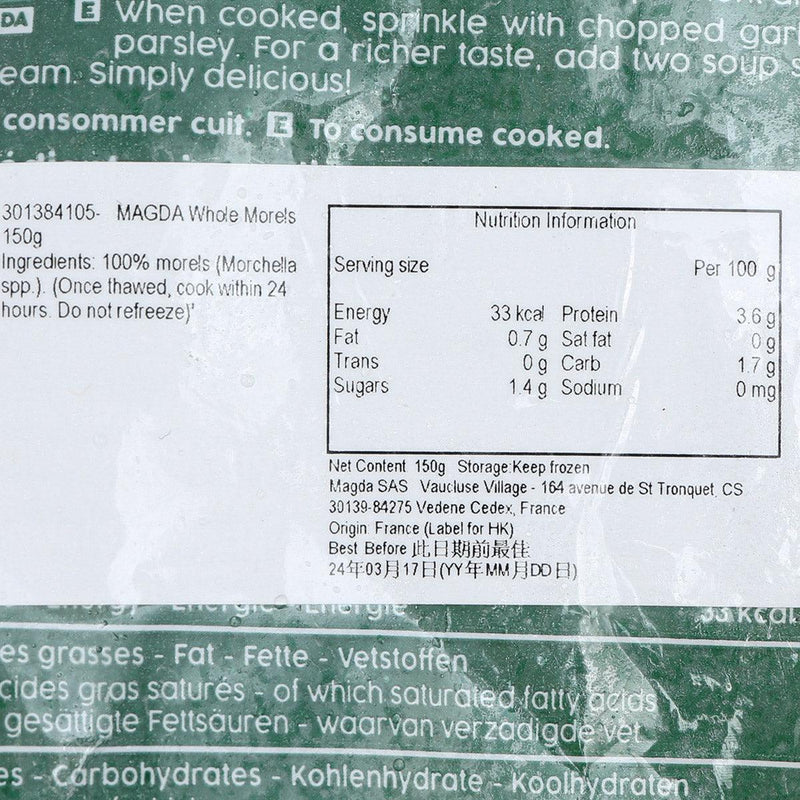 DA E When cooked, sprinkle with chopped
parsley. For a richer taste, add two soup
eam. Simply delicious!
consommer cuit. E To consume cooked.
301384105- MAGDA Whole Morels
150g
Ingredients: 100% morels (Morchella
spp.). (Once thawed, cook within 24
hours. Do not refreeze)'
Nutrition Information
Serving size Per 100 g
Energy 33 kcal Protein 3.6 g
Fat 0.7 g Sat fat 0 g
Trans 0 g Carb 1.7 g
Sugars 1.4 g Sodium 0 mg
Net Content 150g Storage:Keep frozen
Magda SAS Vaucluse Village - 164 avenue de St Tronquet, CS
30139-84275 Vedene Cedex, France
Origin: France (Label for HK)
Best Before 此日期前最佳
24年03月17日(YY年MM月DD日)
33 kcal
es grasses - Fat - Fette - Vetstoffen
cides gras saturés - of which saturated fatty acids
gesättigte Fettsäuren - waarvan verzadigde vet
es - Carbohydrates - Kohlenhydrate - Koolhydraten